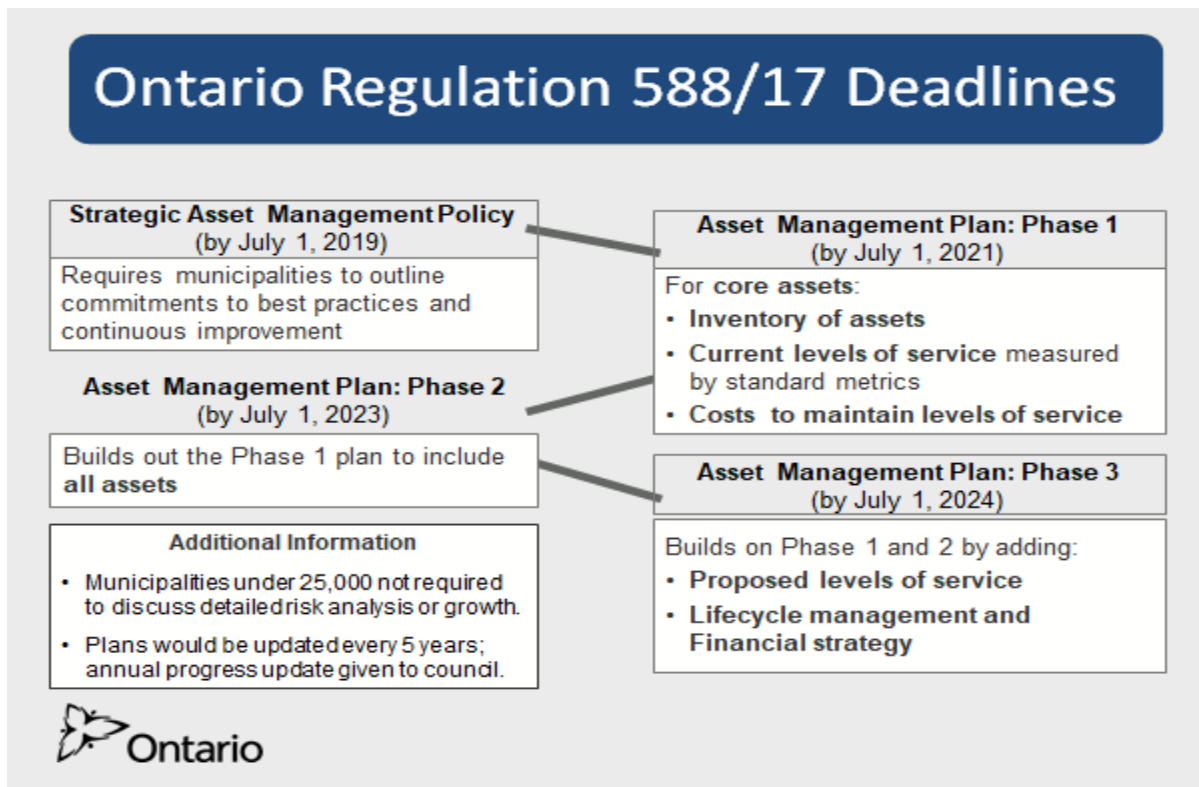 Ontario Regulation 588/17 Deadlines
Strategic Asset Management Policy
(by July 1, 2019)
Requires municipalities to outline
commitments to best practices and
continuous improvement
Asset Management Plan: Phase 1
(by July 1, 2021)
For core assets:
• Inventory of assets
• Current levels of service measured
by standard metrics
• Costs to maintain levels of service
Asset Management Plan: Phase 2
(by July 1, 2023)
Builds out the Phase 1 plan to include
all assets
Asset Management Plan: Phase 3
(by July 1, 2024)
Builds on Phase 1 and 2 by adding:
• Proposed levels of service
• Lifecycle management and
Financial strategy
Additional Information
• Municipalities under 25,000 not required
to discuss detailed risk analysis or growth.
• Plans would be updated every 5 years;
annual progress update given to council.
Ontario